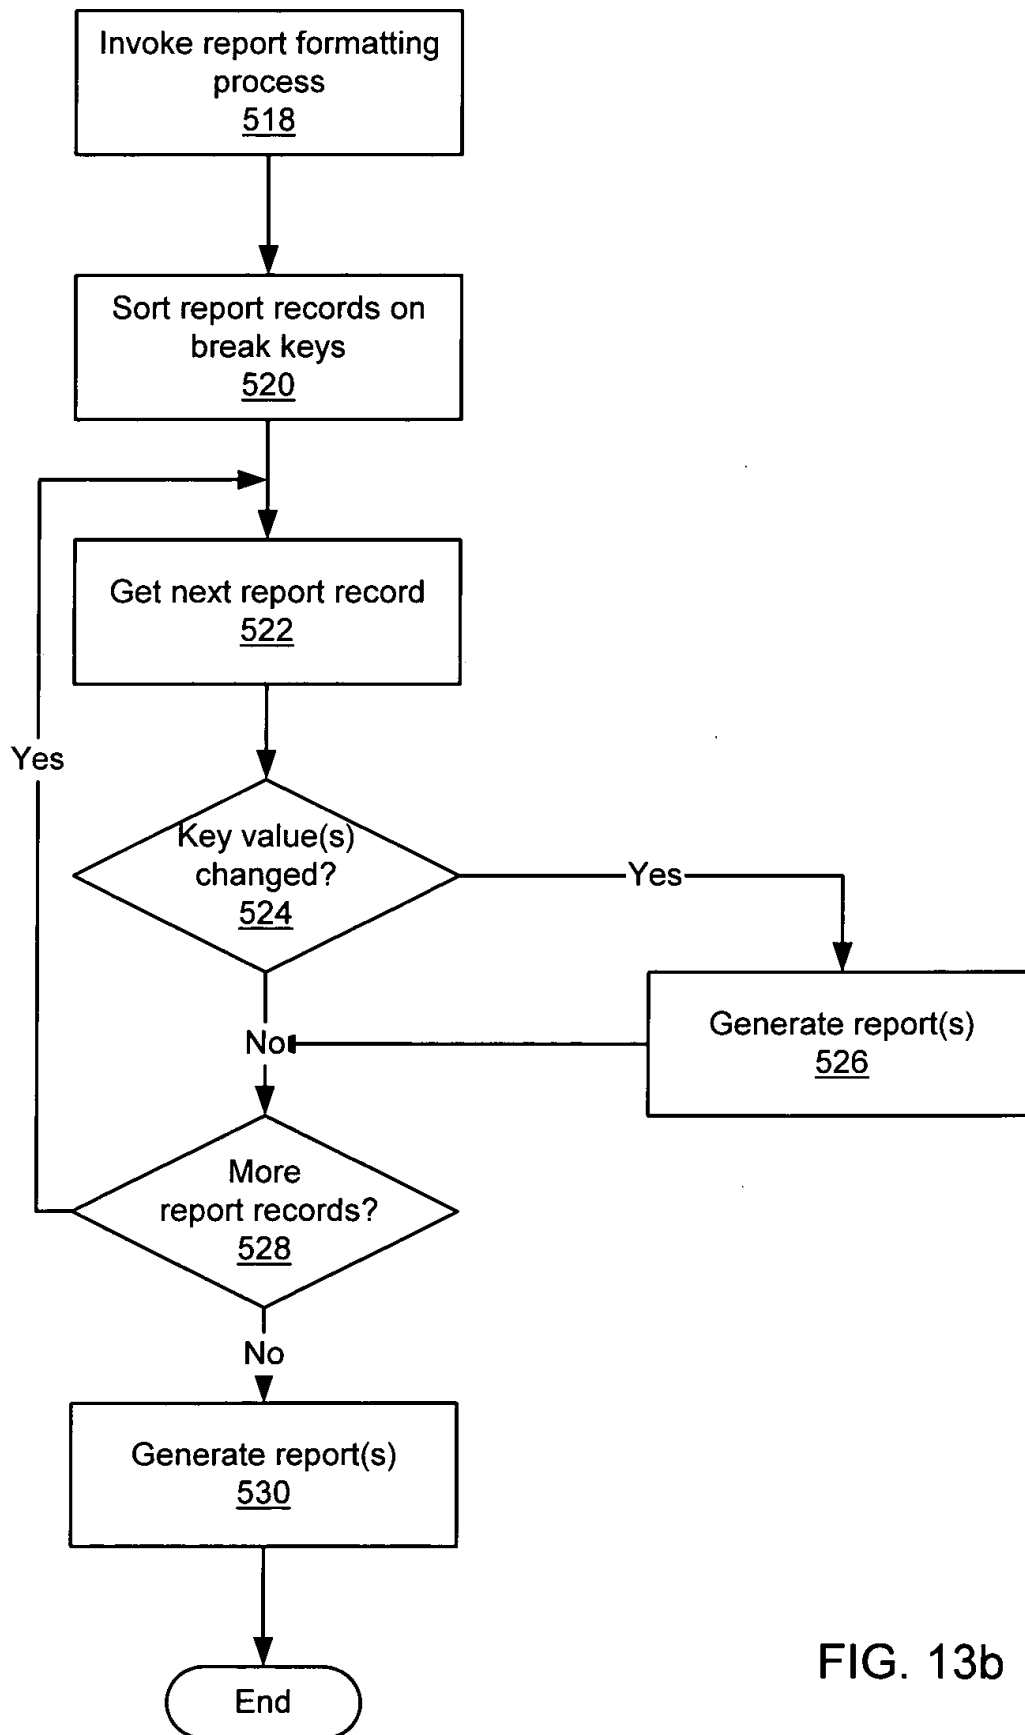 Invoke report formatting
process
518
Sort report records on
break keys
520
Get next report record
522
Yes
Key value(s)
changed?
524
Yes
Generate report(s)
526
No
More
report records?
528
No
Generate report(s)
530
End
FIG. 13b